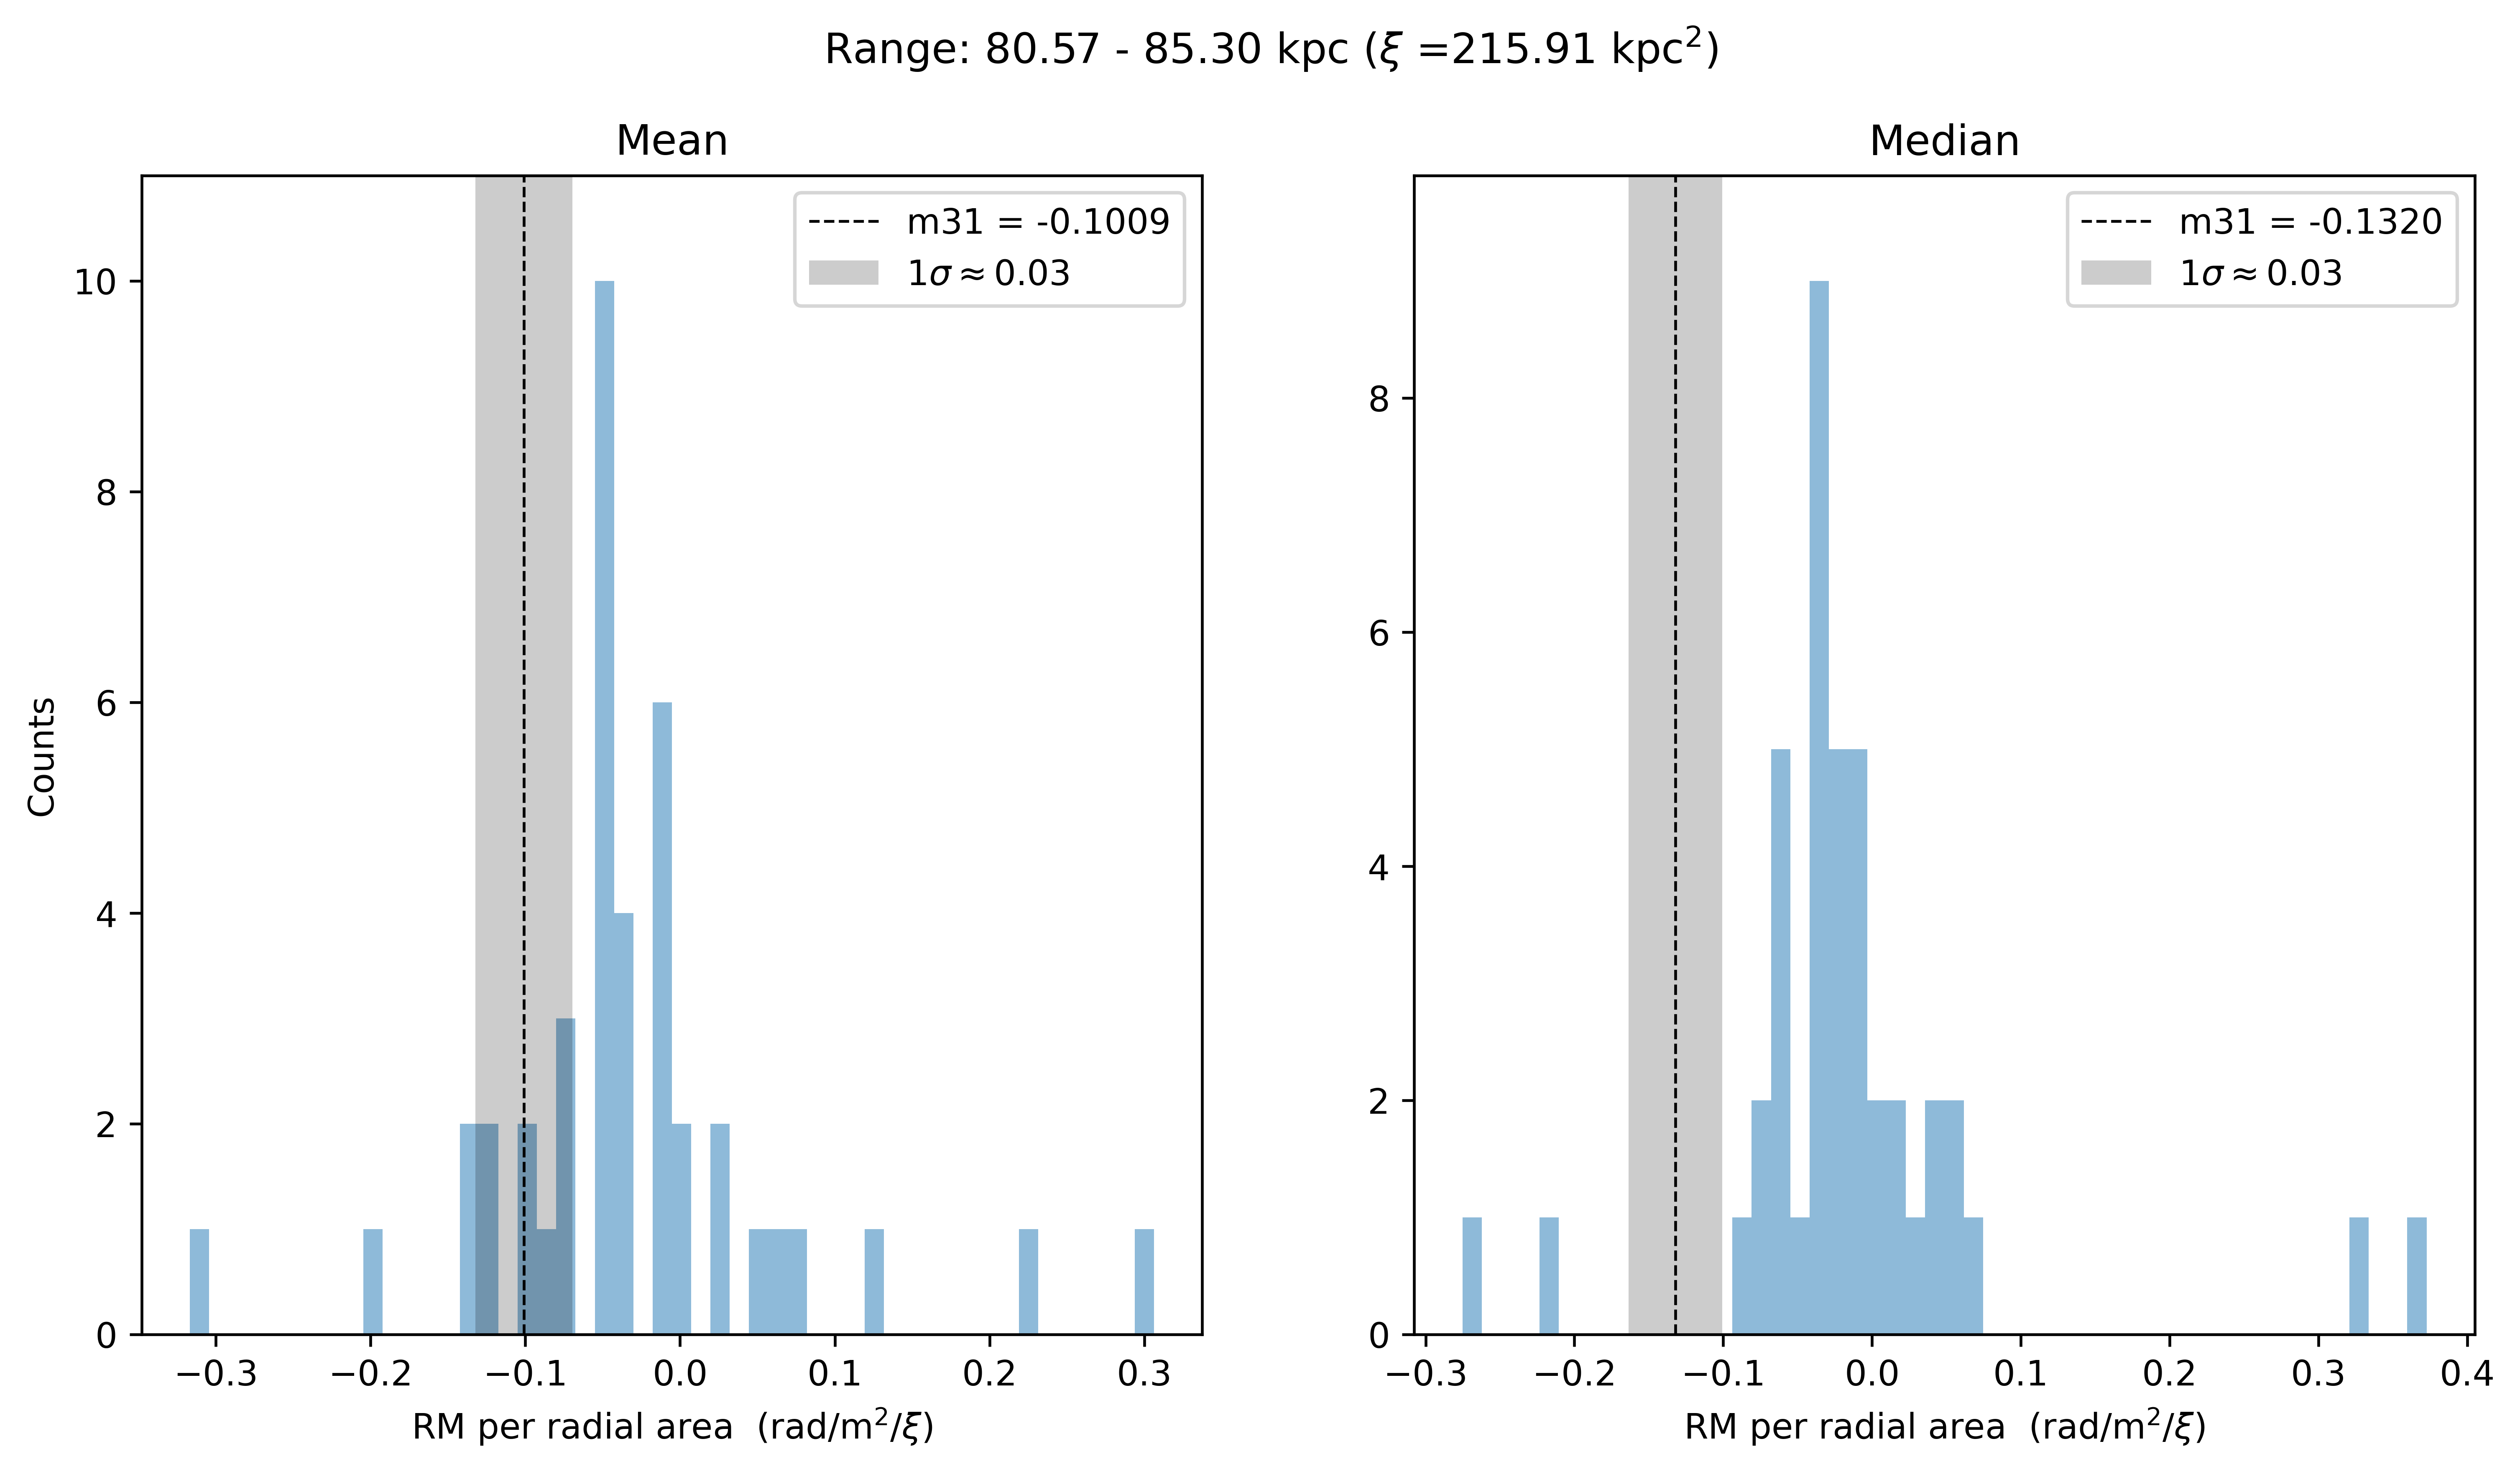 Range: 80.57 - 85.30 kpc (ξ =215.91 kpc²)
Mean
m31 = -0.1009
1σ ≈ 0.03
10
8
6
4
2
0
Counts
−0.3 −0.2 −0.1 0.0 0.1 0.2 0.3
RM per radial area (rad/m²/ξ)
Median
m31 = -0.1320
1σ ≈ 0.03
8
6
4
2
0
−0.3 −0.2 −0.1 0.0 0.1 0.2 0.3 0.4
RM per radial area (rad/m²/ξ)